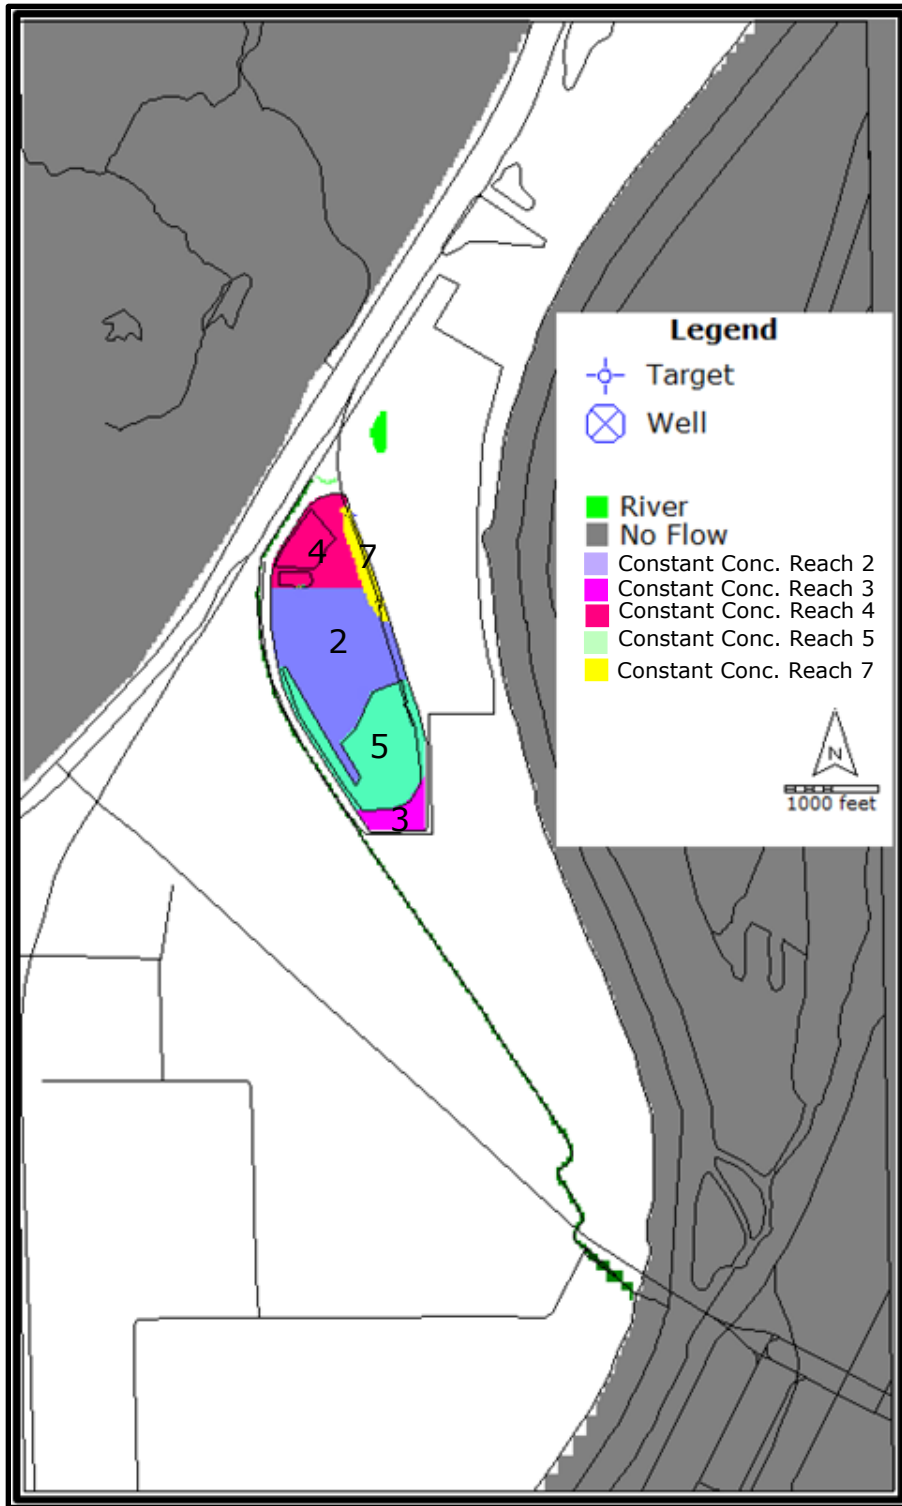 Legend
Target
Well
River
No Flow
Constant Conc. Reach 2
Constant Conc. Reach 3
Constant Conc. Reach 4
Constant Conc. Reach 5
Constant Conc. Reach 7
N
1000 feet
4
7
2
5
3